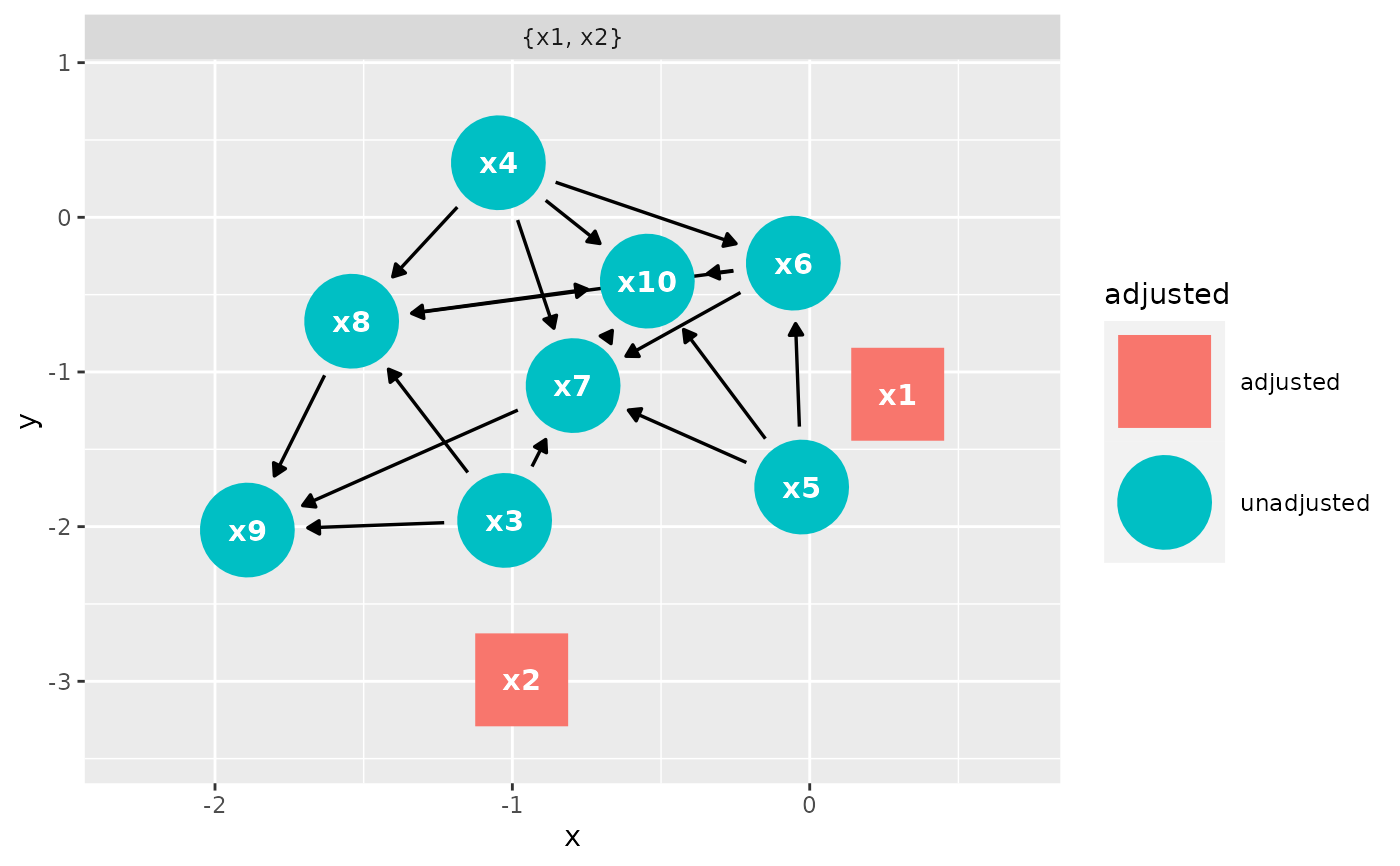 {x1, x2}
1
0
-1
-2
-3
y
x4
x6
x10
x8
x7
x1
x5
x3
x9
x2
-2
-1
0
x
adjusted
adjusted
unadjusted